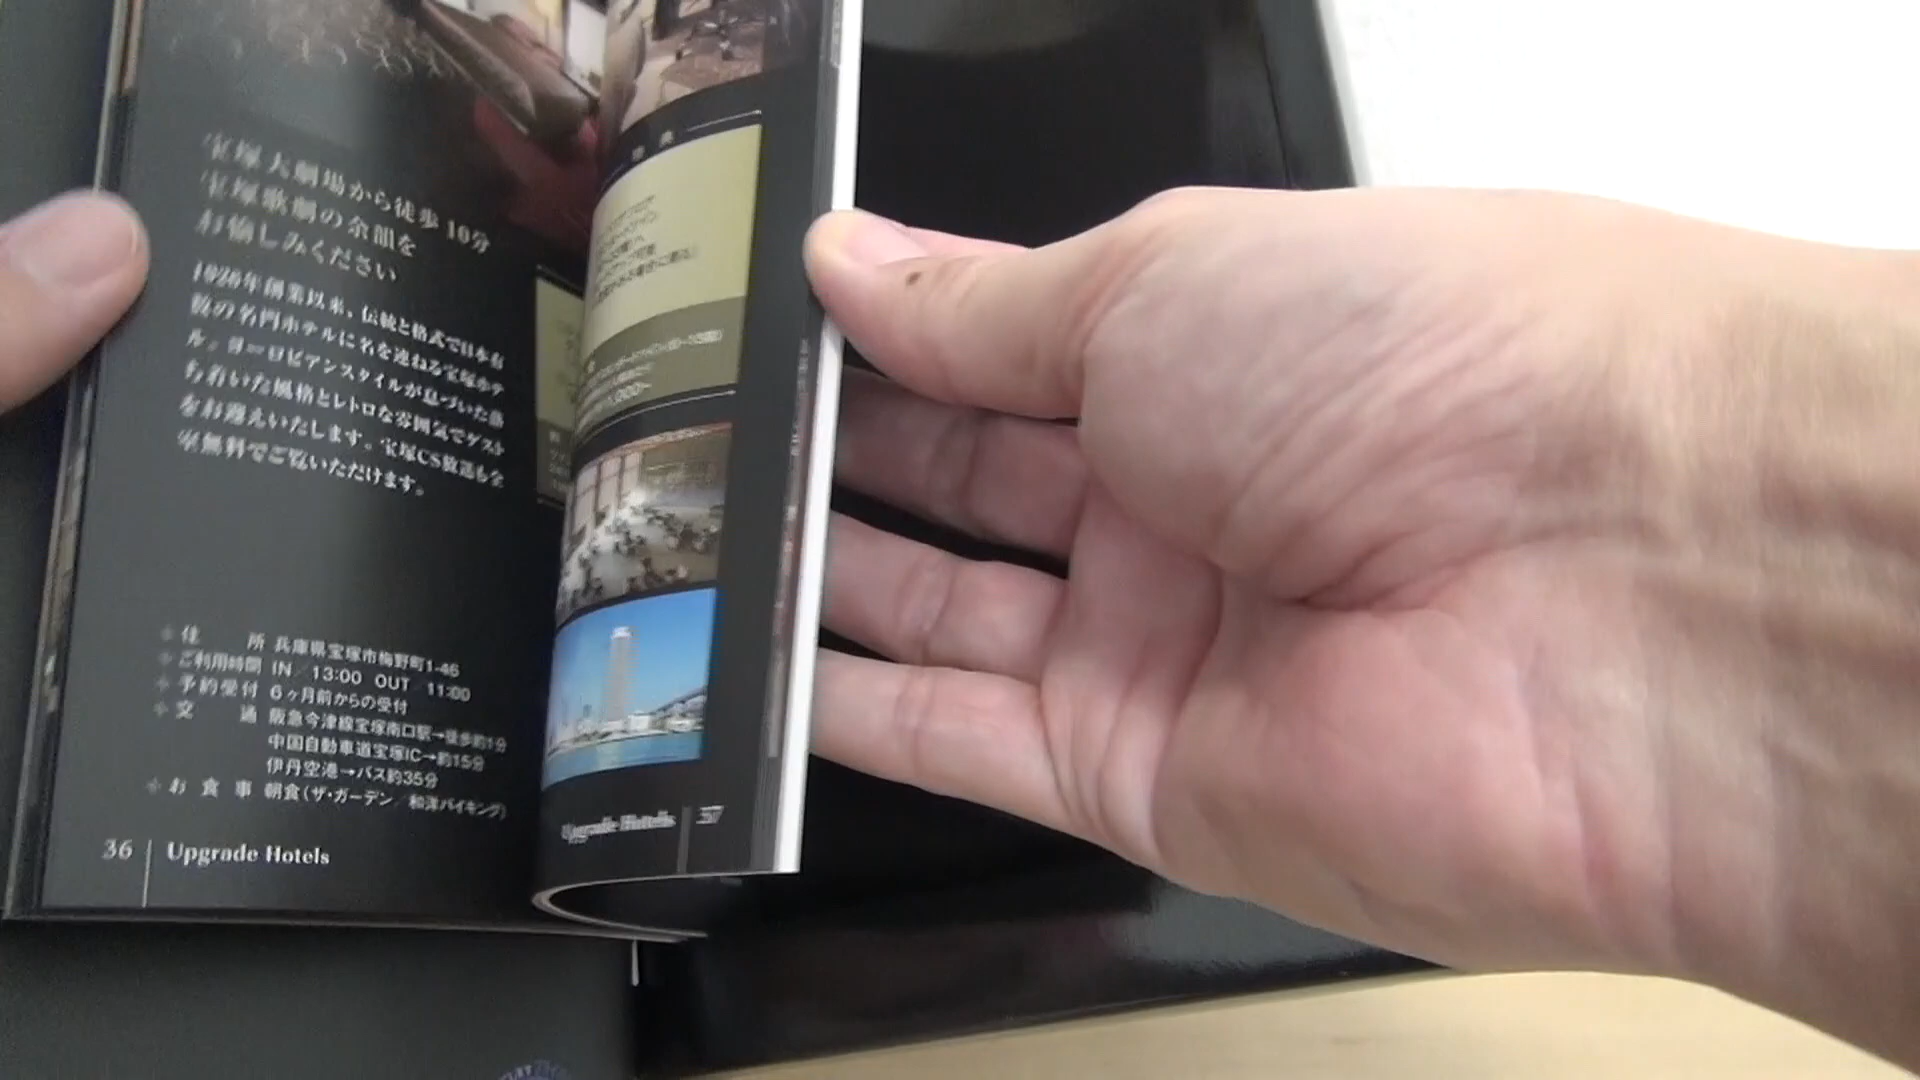 宝塚大劇場から徒歩10分
宝塚歌劇の余韻を
お愉しみください
1926年創業以来、伝統と格式で日本有
数の名門ホテルに名を連ねる宝塚ホテ
ル。ヨーロピアンスタイルが息づいた落
ち着いた風格とレトロな雰囲気でゲスト
をお迎えいたします。宝塚CS放送も全
室無料でご覧いただけます。
住 所 兵庫県宝塚市梅野町1-46
ご利用時間 IN/13:00 OUT/11:00
予約受付 6ヶ月前からの受付
交 通 阪急今津線宝塚南口駅→徒歩約1分
中国自動車道宝塚IC→約15分
伊丹空港→バス約35分
お食事 朝食(ザ・ガーデン/和洋バイキング)
36 Upgrade Hotels
特典
Upgrade Hotels 37